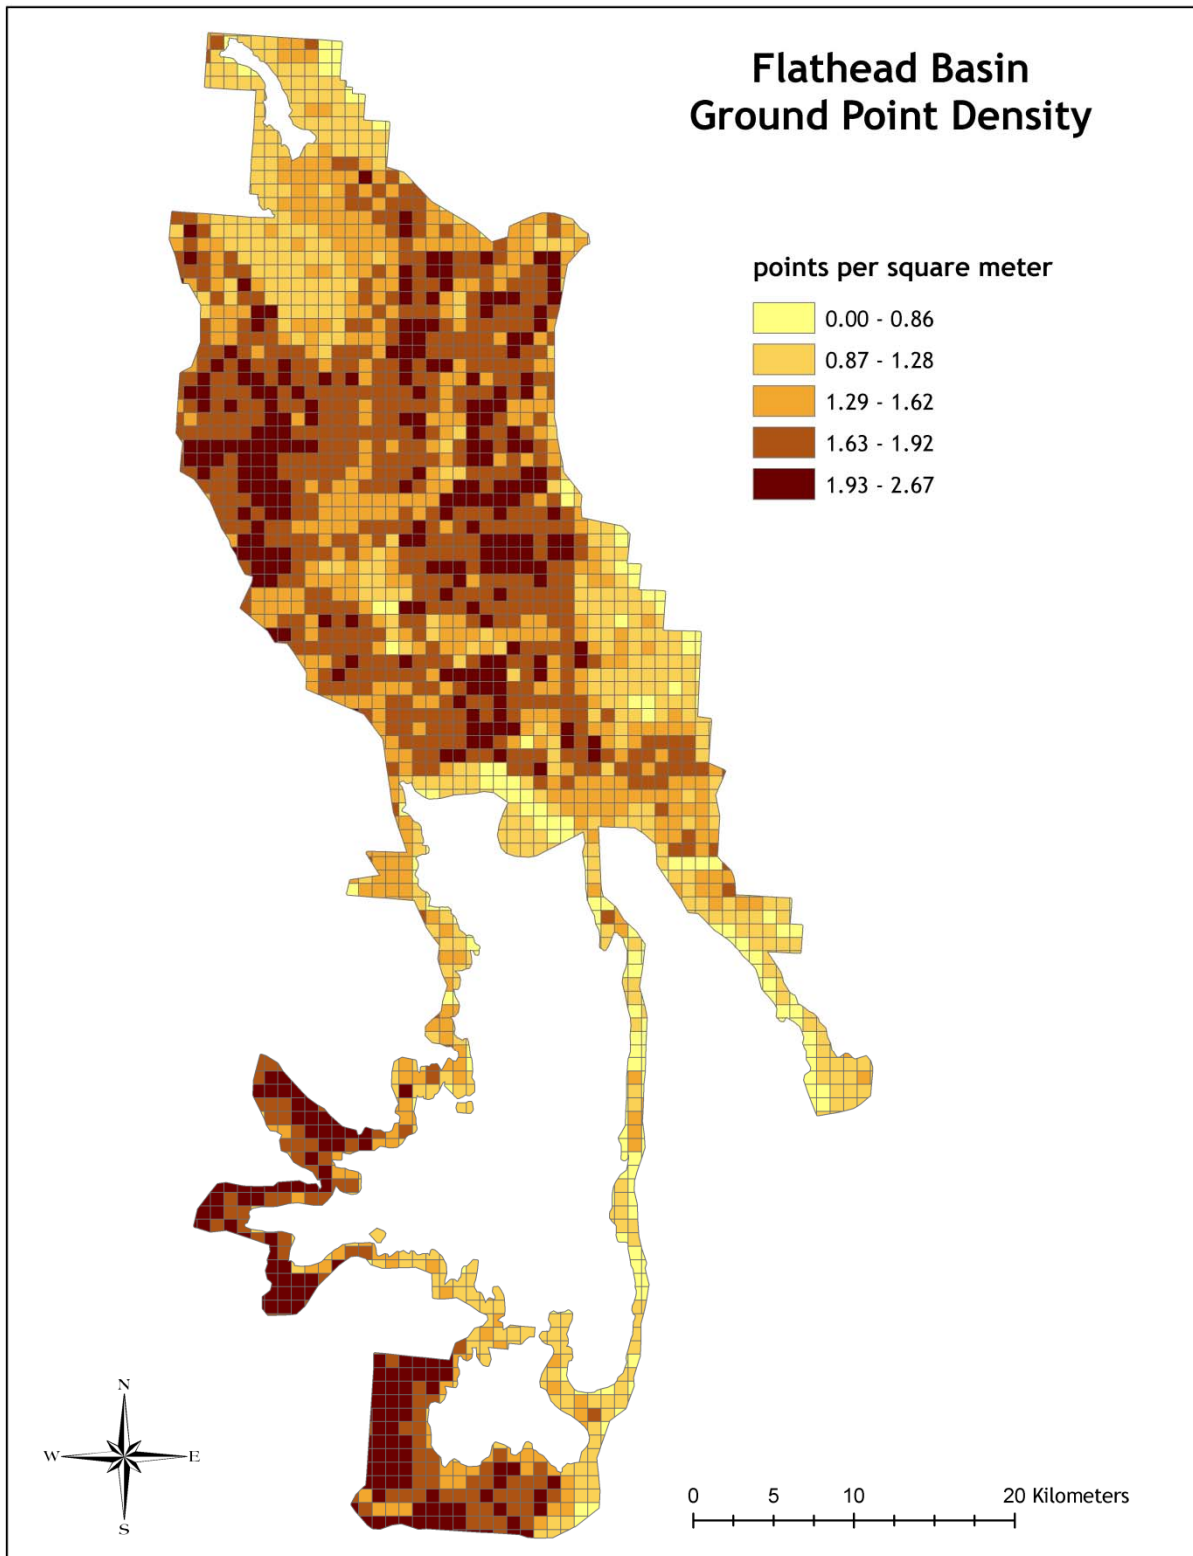 Flathead Basin
Ground Point Density
points per square meter
0.00 - 0.86
0.87 - 1.28
1.29 - 1.62
1.63 - 1.92
1.93 - 2.67
N
W E
S
0 5 10 20 Kilometers